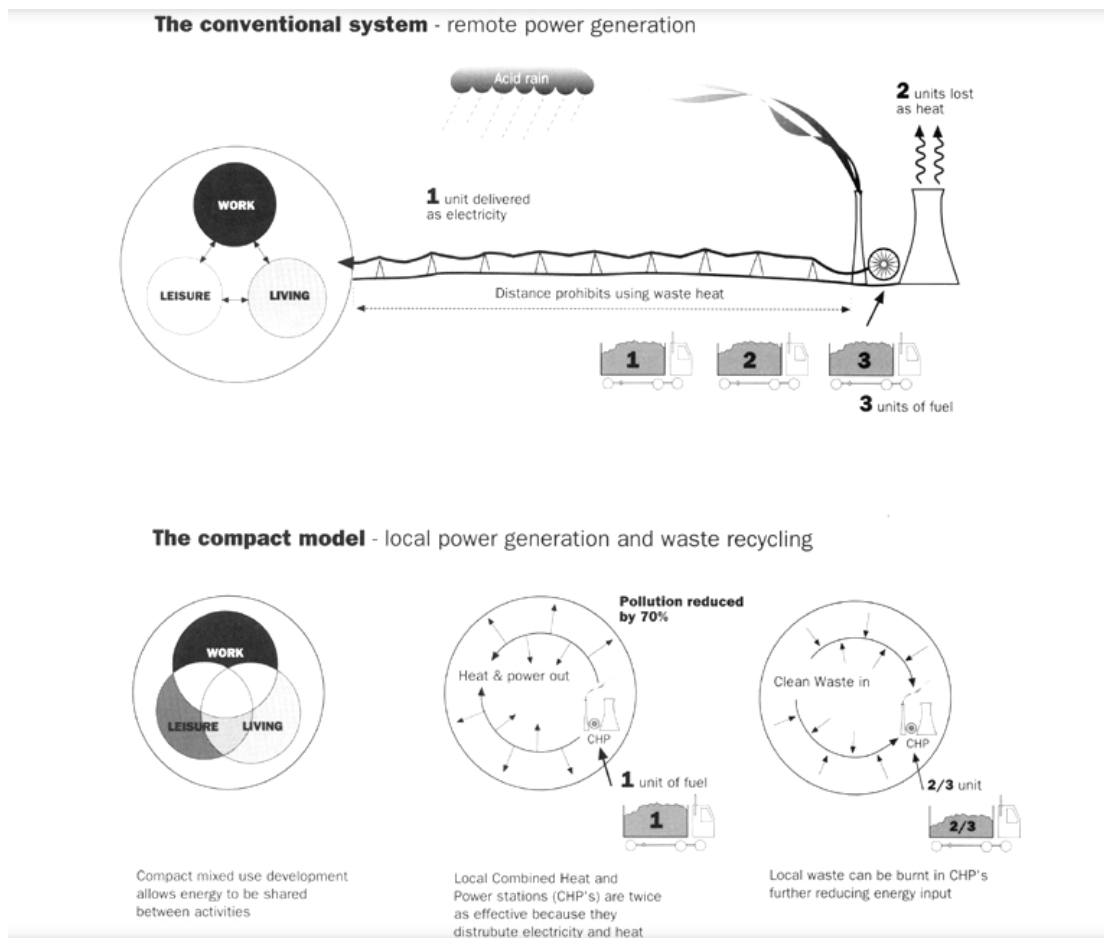 The conventional system - remote power generation
Acid rain
2 units lost
as heat
1 unit delivered
as electricity
WORK
LEISURE
LIVING
Distance prohibits using waste heat
1
2
3
3 units of fuel
The compact model - local power generation and waste recycling
WORK
LEISURE
LIVING
Compact mixed use development
allows energy to be shared
between activities
Pollution reduced
by 70%
Heat & power out
CHP
1 unit of fuel
1
Local Combined Heat and
Power stations (CHP's) are twice
as effective because they
distrubute electricity and heat
Clean Waste in
CHP
2/3 unit
2/3
Local waste can be burnt in CHP's
further reducing energy input